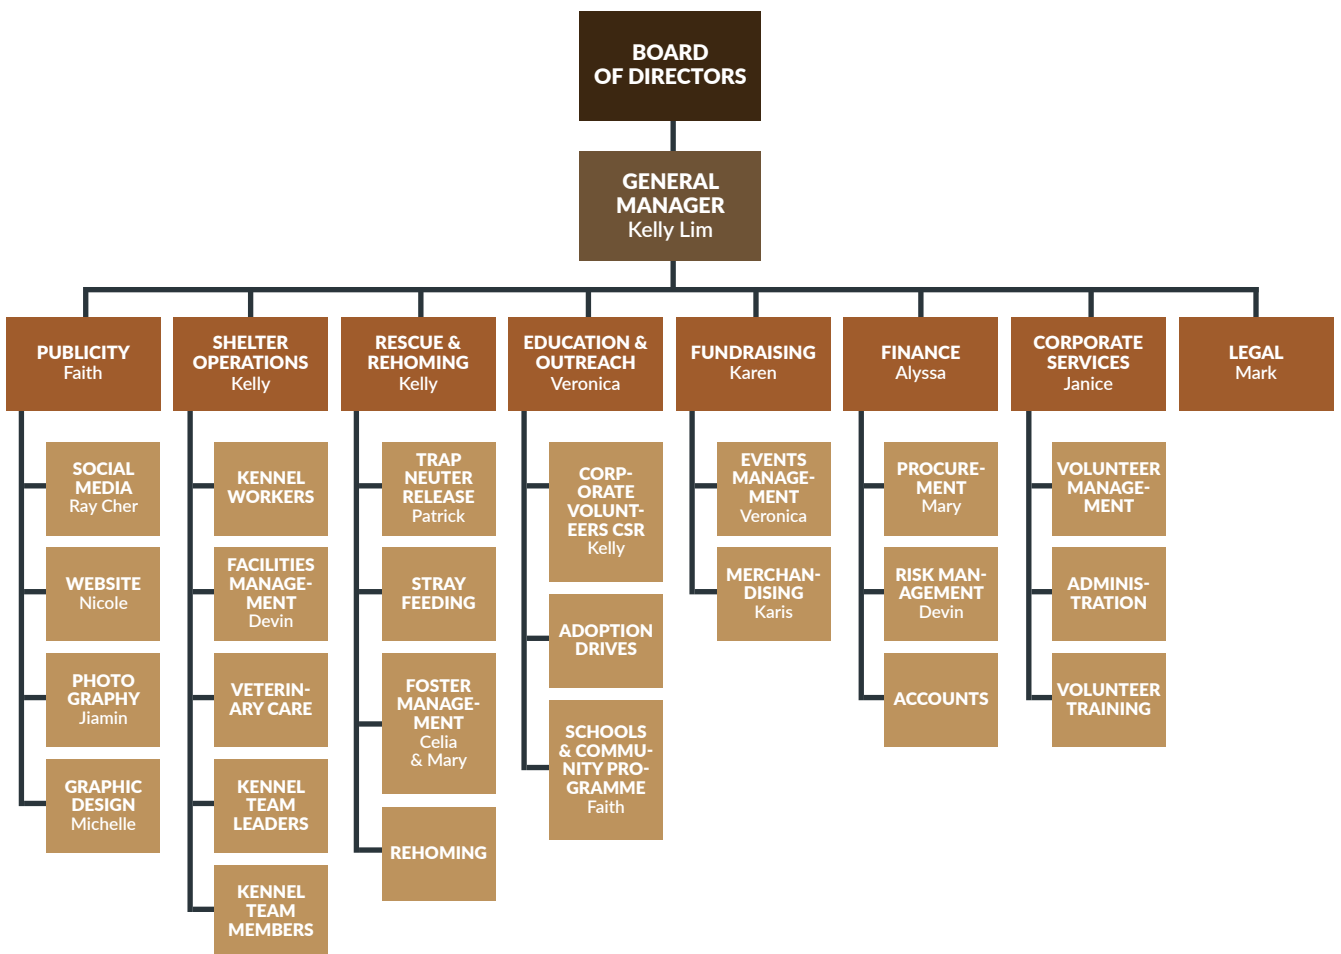 BOARD
OF DIRECTORS
GENERAL
MANAGER
Kelly Lim
PUBLICITY
Faith
SHELTER
OPERATIONS
Kelly
RESCUE &
REHOMING
Kelly
EDUCATION &
OUTREACH
Veronica
FUNDRAISING
Karen
FINANCE
Alyssa
CORPORATE
SERVICES
Janice
LEGAL
Mark
SOCIAL
MEDIA
Ray Cher
WEBSITE
Nicole
PHOTO
GRAPHY
Jiamin
GRAPHIC
DESIGN
Michelle
KENNEL
WORKERS
FACILITIES
MANAGE-
MENT
Devin
VETERIN-
ARY CARE
KENNEL
TEAM
LEADERS
KENNEL
TEAM
MEMBERS
TRAP
NEUTER
RELEASE
Patrick
STRAY
FEEDING
FOSTER
MANAGE-
MENT
Celia
& Mary
REHOMING
CORP-
ORATE
VOLUNT-
EERS CSR
Kelly
ADOPTION
DRIVES
SCHOOLS
& COMMU-
NITY PRO-
GRAMME
Faith
EVENTS
MANAGE-
MENT
Veronica
MERCHAN-
DISING
Karis
PROCURE-
MENT
Mary
RISK MAN-
AGEMENT
Devin
ACCOUNTS
VOLUNTEER
MANAGE-
MENT
ADMINIS-
TRATION
VOLUNTEER
TRAINING